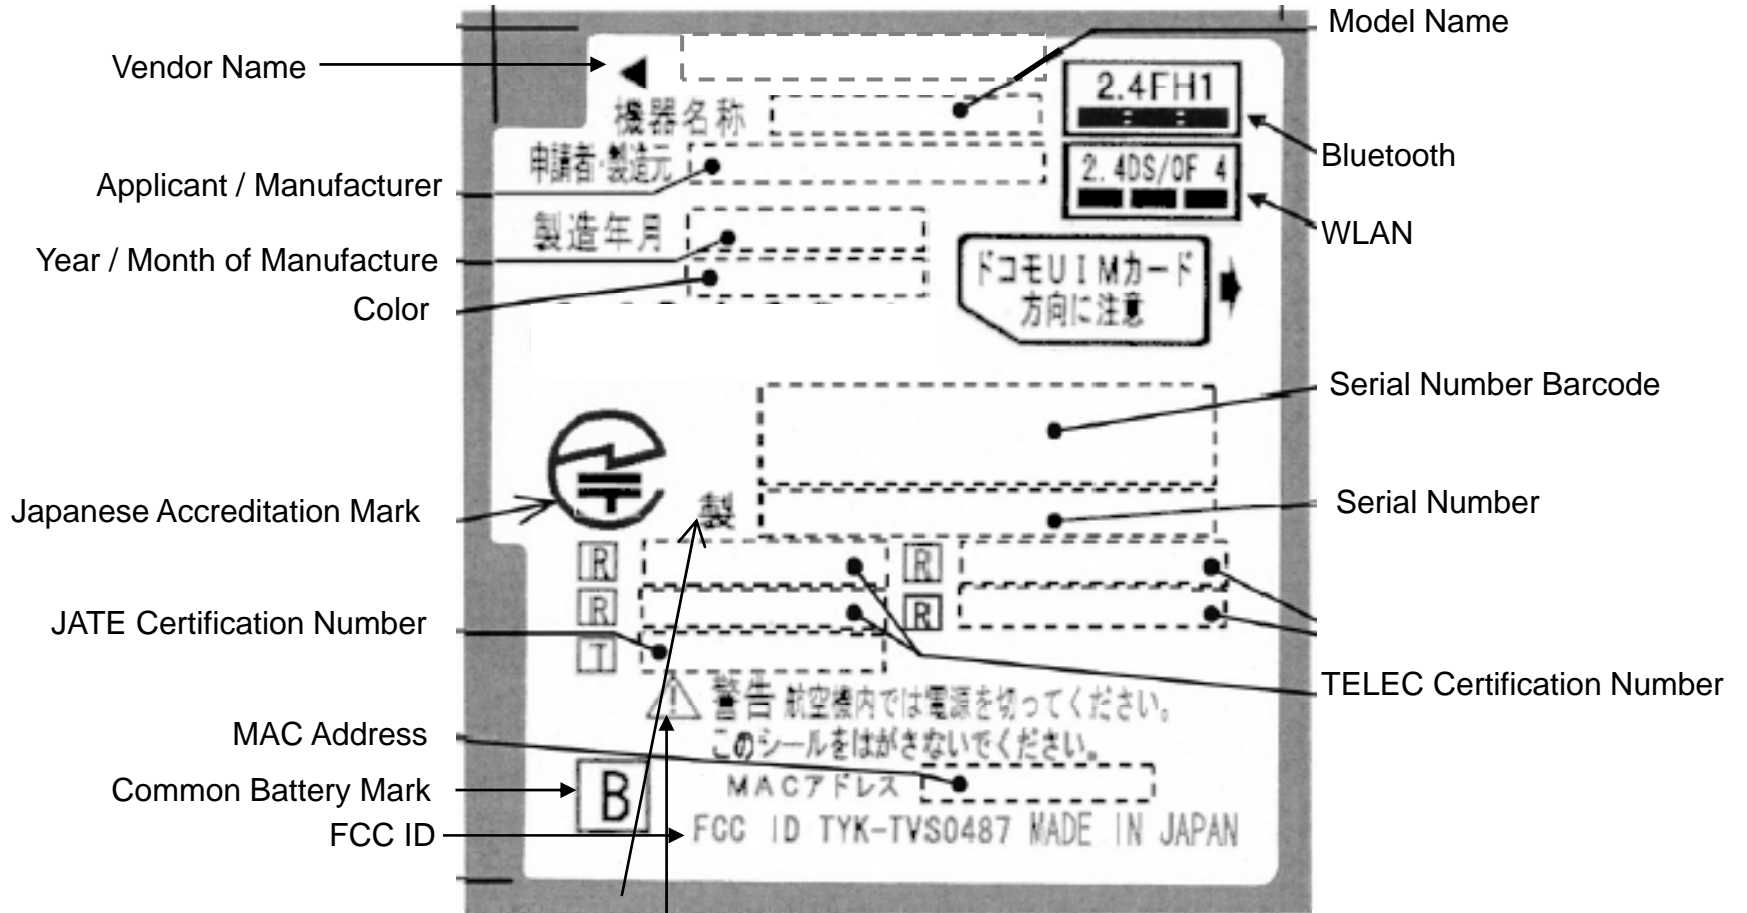 Model Name
Vendor Name
2.4FH1
機器名称
Bluetooth
申請者・製造元
2.4DS/OF 4
Applicant / Manufacturer
WLAN
製造年月
Year / Month of Manufacture
ドコモUIMカード
方向に注意
Color
Serial Number Barcode
Serial Number
Japanese Accreditation Mark
製
R
R
R
R
JATE Certification Number
T
TELEC Certification Number
警告 航空機内では電源を切ってください。
このシールをはがさないでください。
MAC Address
MACアドレス
Common Battery Mark
B
FCC ID
FCC ID TYK-TVS0487 MADE IN JAPAN